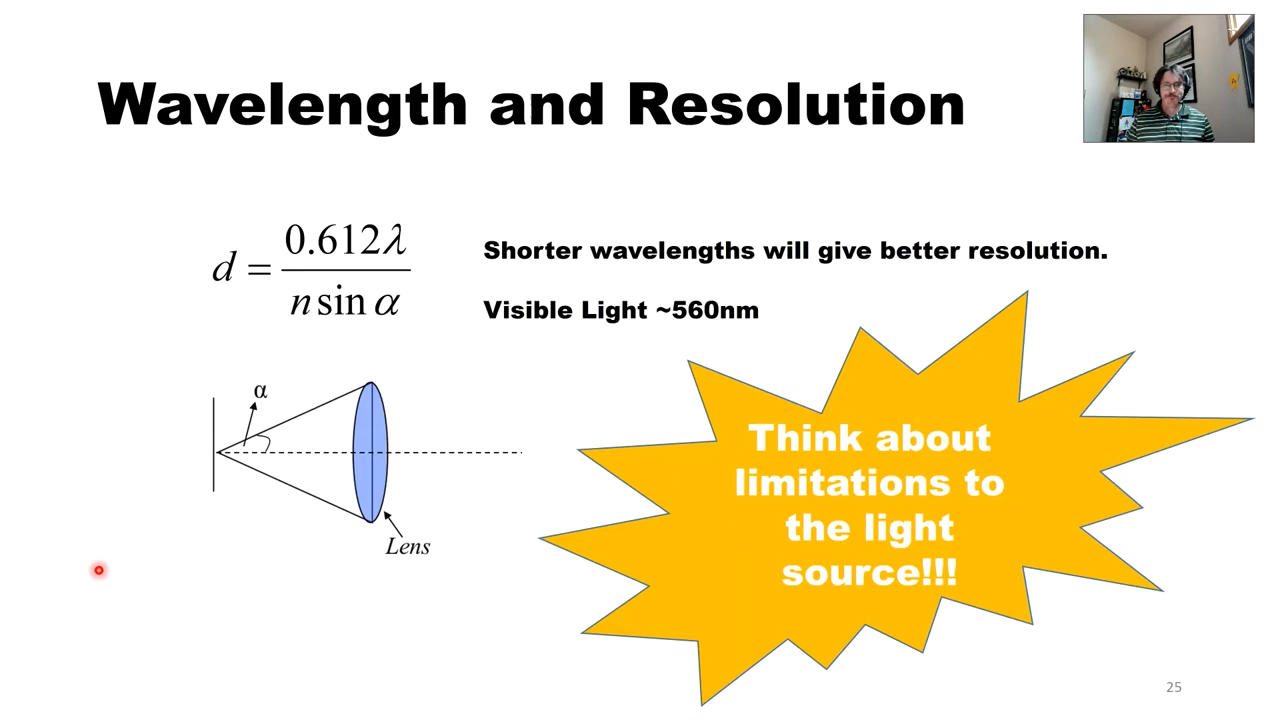 Wavelength and Resolution
d = 0.612λ / n sin α
Shorter wavelengths will give better resolution.
Visible Light ~560nm
α
Lens
Think about
limitations to
the light
source!!!
25